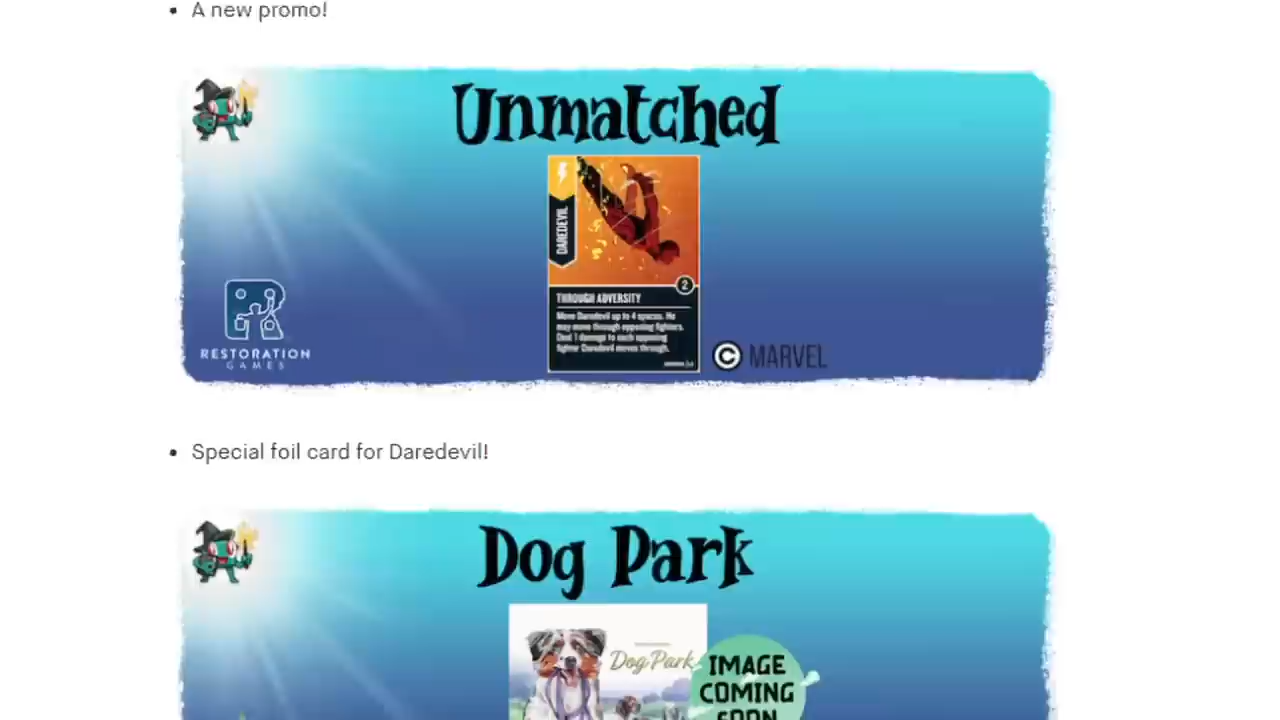 A new promo!
Unmatched
DAREDEVIL
2
THROUGH ADVERSITY
Move Daredevil up to 4 spaces. He
may move through opposing fighters.
Deal 1 damage to each opposing
fighter Daredevil moves through.
RESTORATION
GAMES
© MARVEL
Special foil card for Daredevil!
Dog Park
Dog Park
IMAGE
COMING
SOON